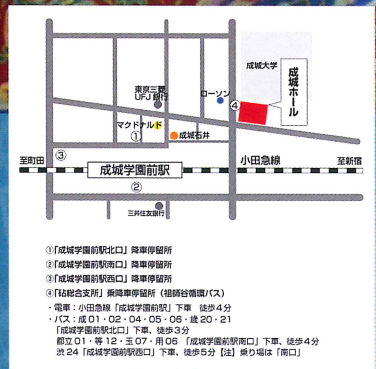 成城大学
成城ホール
東京三菱
UFJ銀行
ローソン
④
マクドナルド
①
成城石井
③
至町田
成城学園前駅
小田急線
至新宿
②
三井住友銀行
①「成城学園前駅北口」降車停留所
②「成城学園前駅南口」降車停留所
③「成城学園前駅西口」降車停留所
④「砧総合支所」乗降車停留所（祖師谷循環バス）
・電車：小田急線「成城学園前駅」下車　徒歩4分
・バス：成01・02・04・05・06・歳20・21
「成城学園前駅北口」下車、徒歩3分
都立01・等12・玉07・用06　「成城学園前駅南口」下車、徒歩4分
渋24「成城学園前駅西口」下車、徒歩5分【注】乗り場は「南口」